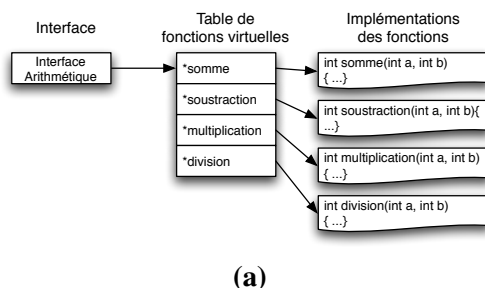 Interface
Table de
fonctions virtuelles
Implémentations
des fonctions
Interface
Arithmétique
*somme
*soustraction
*multiplication
*division
int somme(int a, int b)
{ ...}
int soustraction(int a, int b){
...}
int multiplication(int a, int b)
{ ...}
int division(int a, int b)
{ ...}
(a)